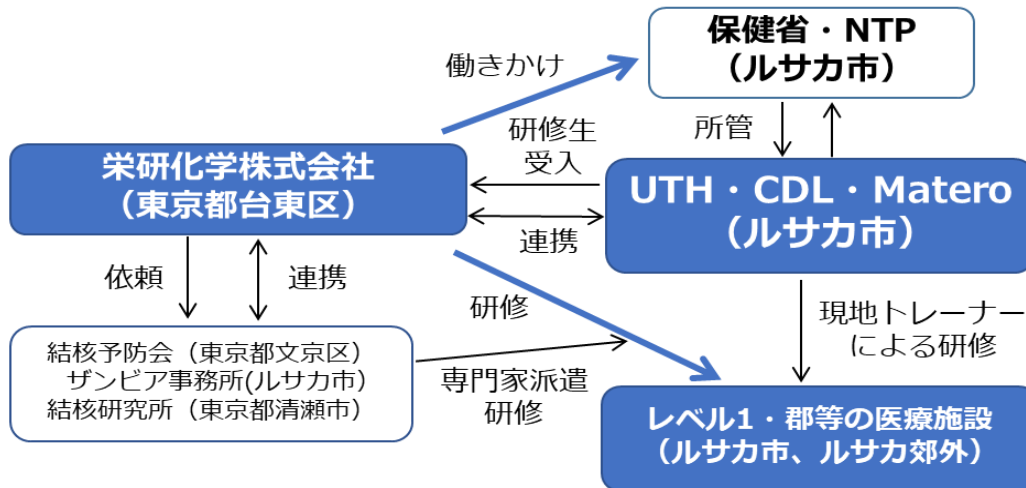 保健省・NTP
（ルサカ市）
働きかけ
所管
研修生
受入
栄研化学株式会社
（東京都台東区）
UTH・CDL・Matero
（ルサカ市）
連携
依頼
連携
研修
現地トレーナー
による研修
結核予防会（東京都文京区）
ザンビア事務所(ルサカ市)
結核研究所（東京都清瀬市）
専門家派遣
研修
レベル1・郡等の医療施設
（ルサカ市、ルサカ郊外）